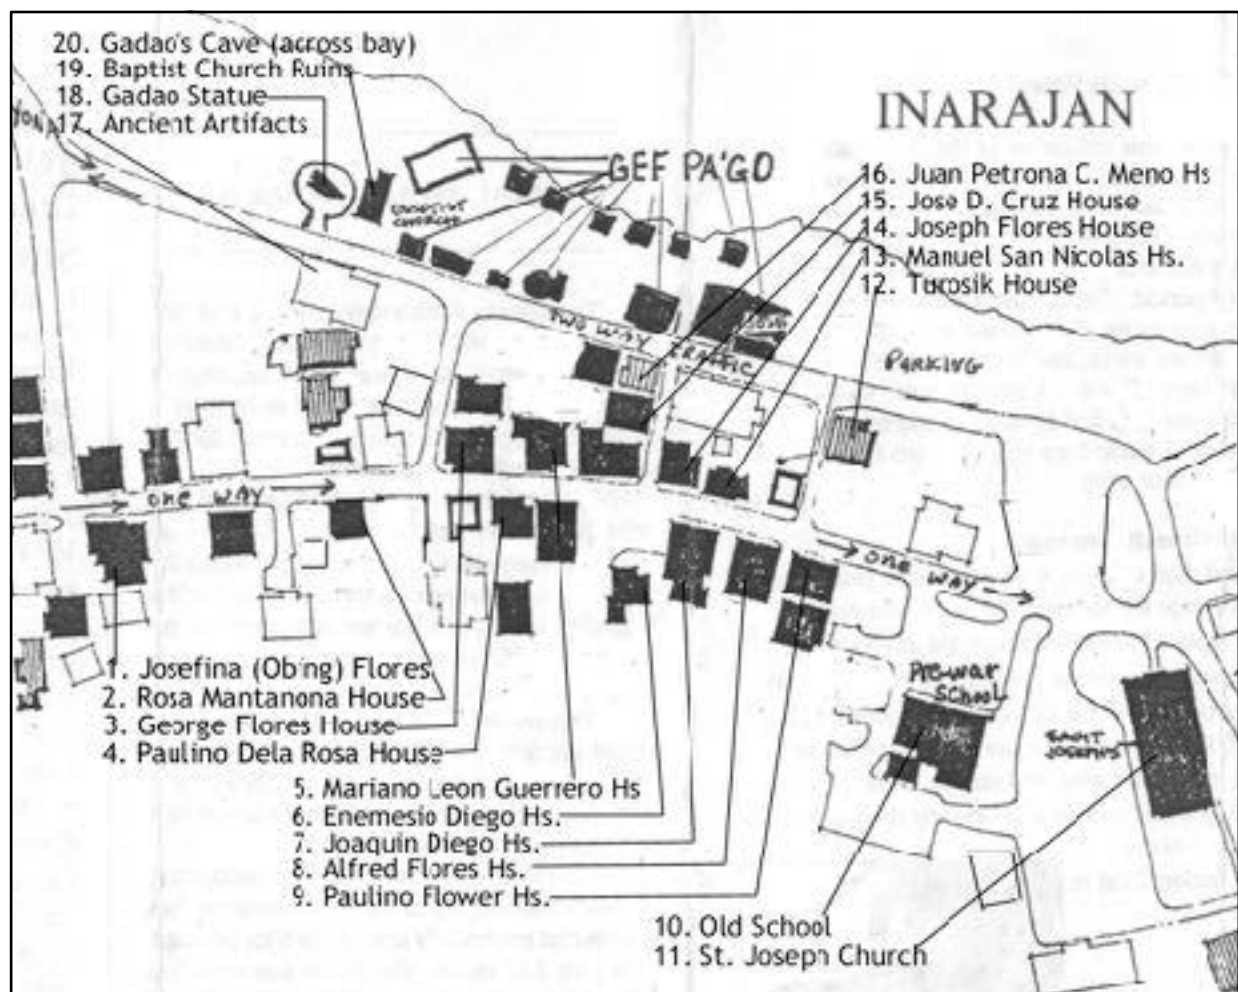 20. Gadao's Cave (across bay)
19. Baptist Church Ruins
18. Gadao Statue
17. Ancient Artifacts
INARAJAN
GEF PA'GO
BAPTIST CHURCH
16. Juan Petrona C. Meno Hs
15. Jose D. Cruz House
14. Joseph Flores House
13. Manuel San Nicolas Hs.
12. Turosik House
TWO WAY TRAFFIC
PARKING
ONE WAY
ONE WAY
1. Josefina (Obing) Flores
2. Rosa Mantanona House
3. George Flores House
4. Paulino Dela Rosa House
PRE-WAR
SCHOOL
SAINT
JOSEPHS
5. Mariano Leon Guerrero Hs
6. Enemesio Diego Hs.
7. Joaquin Diego Hs.
8. Alfred Flores Hs.
9. Paulino Flower Hs.
10. Old School
11. St. Joseph Church